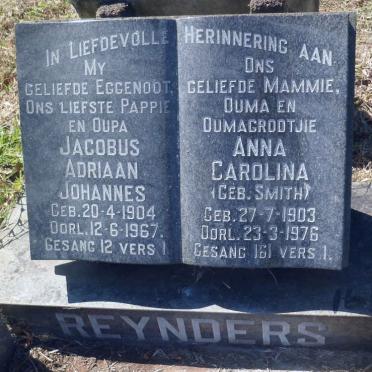 In Liefdevolle
My
geliefde Eggenoot,
Ons liefste Pappie
en Oupa
Jacobus
Adriaan
Johannes
Geb. 20-4-1904
Oorl. 12-6-1967.
Gesang 12 vers 1
Herinnering aan
Ons
geliefde Mammie,
Ouma en
Oumagrootjie
Anna
Carolina
(geb. Smith)
Geb. 27-7-1903.
Oorl. 23-3-1976
Gesang 161 vers 1.
REYNDERS